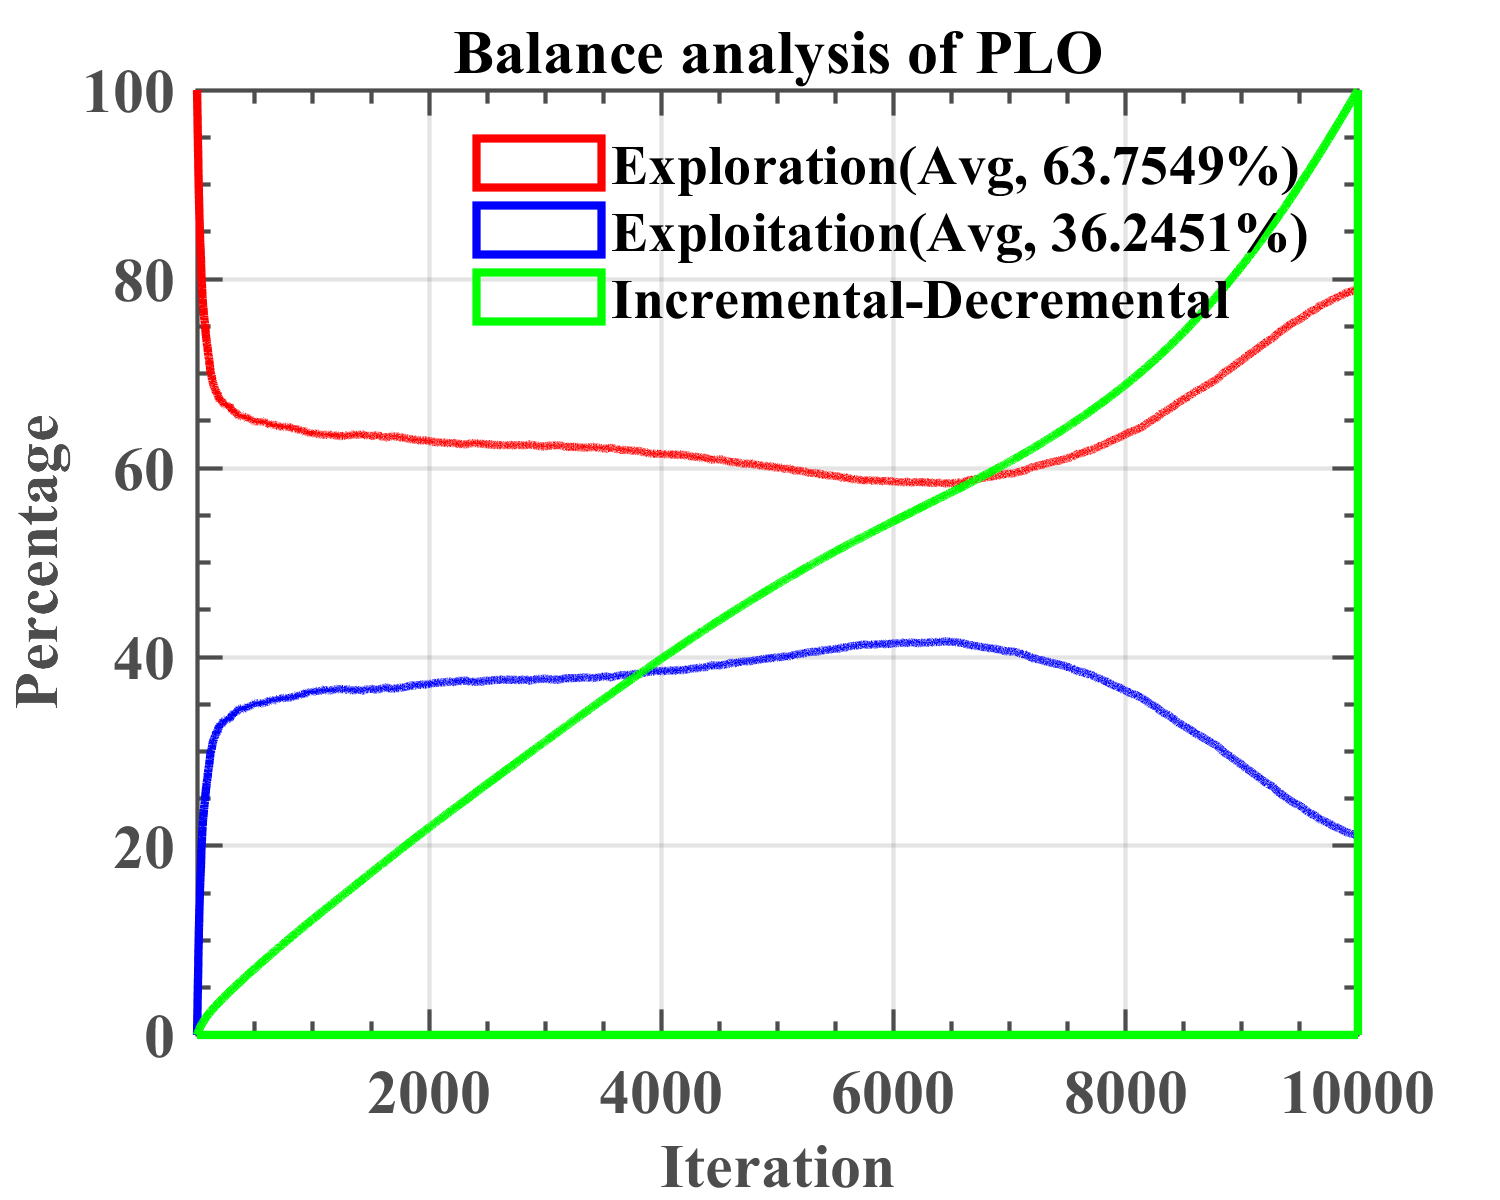 Balance analysis of PLO
100
80
60
40
20
0
Exploration(Avg, 63.7549%)
Exploitation(Avg, 36.2451%)
Incremental-Decremental
Percentage
2000 4000 6000 8000 10000
Iteration